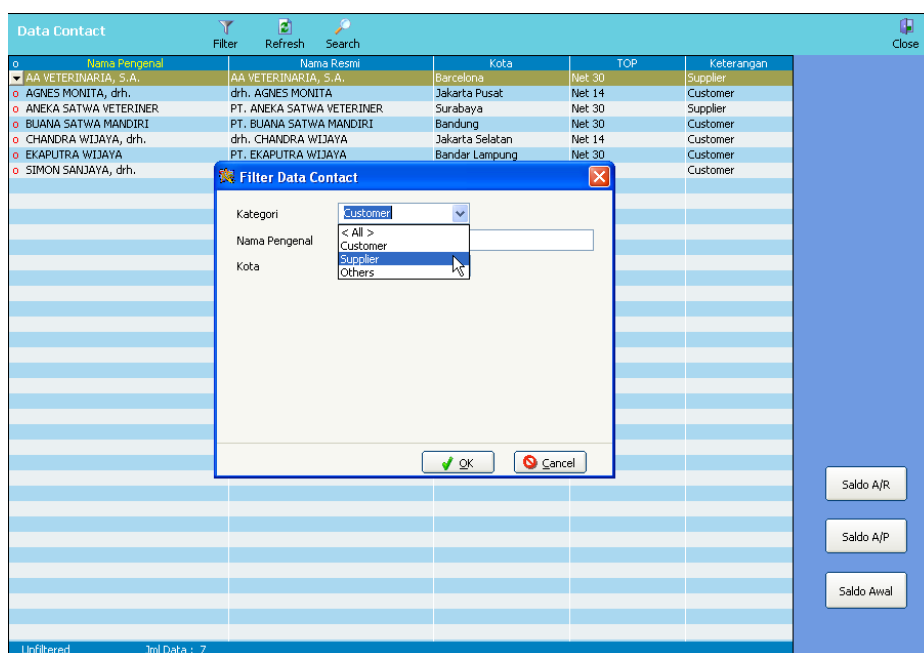 Data Contact
Filter Refresh Search Close
o Nama Pengenal Nama Resmi Kota TOP Keterangan
AA VETERINARIA, S.A. AA VETERINARIA, S.A. Barcelona Net 30 Supplier
o AGNES MONITA, drh. drh. AGNES MONITA Jakarta Pusat Net 14 Customer
o ANEKA SATWA VETERINER PT. ANEKA SATWA VETERINER Surabaya Net 30 Supplier
o BUANA SATWA MANDIRI PT. BUANA SATWA MANDIRI Bandung Net 30 Customer
o CHANDRA WIJAYA, drh. drh. CHANDRA WIJAYA Jakarta Selatan Net 14 Customer
o EKAPUTRA WIJAYA PT. EKAPUTRA WIJAYA Bandar Lampung Net 30 Customer
o SIMON SANJAYA, drh. Customer
Filter Data Contact
Kategori Customer
< All >
Nama Pengenal Customer
Supplier
Kota Others
OK Cancel
Saldo A/R
Saldo A/P
Saldo Awal
Unfiltered Jml Data : 7